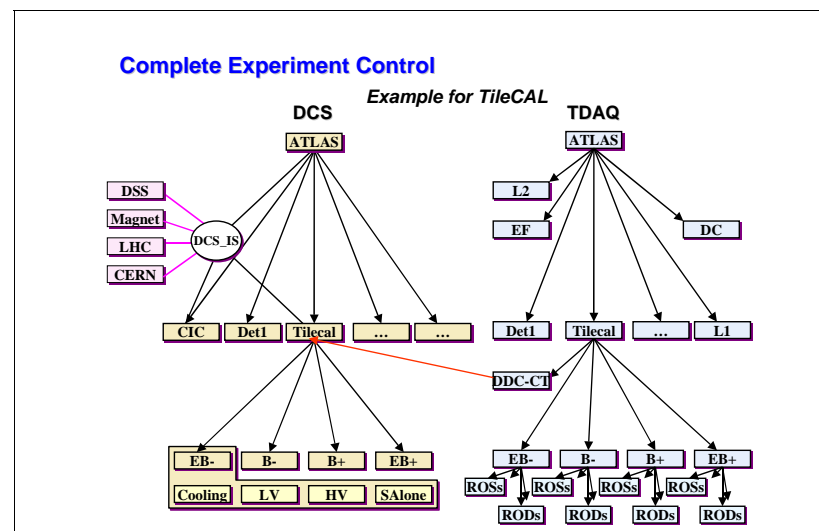 Complete Experiment Control
Example for TileCAL
DCS
TDAQ
ATLAS
ATLAS
DSS
Magnet
LHC
CERN
DCS_IS
L2
EF
DC
CIC
Det1
Tilecal
…
…
Det1
Tilecal
…
L1
DDC-CT
EB-
B-
B+
EB+
Cooling
LV
HV
SAlone
EB-
B-
B+
EB+
ROSs
ROSs
ROSs
ROSs
RODs
RODs
RODs
RODs